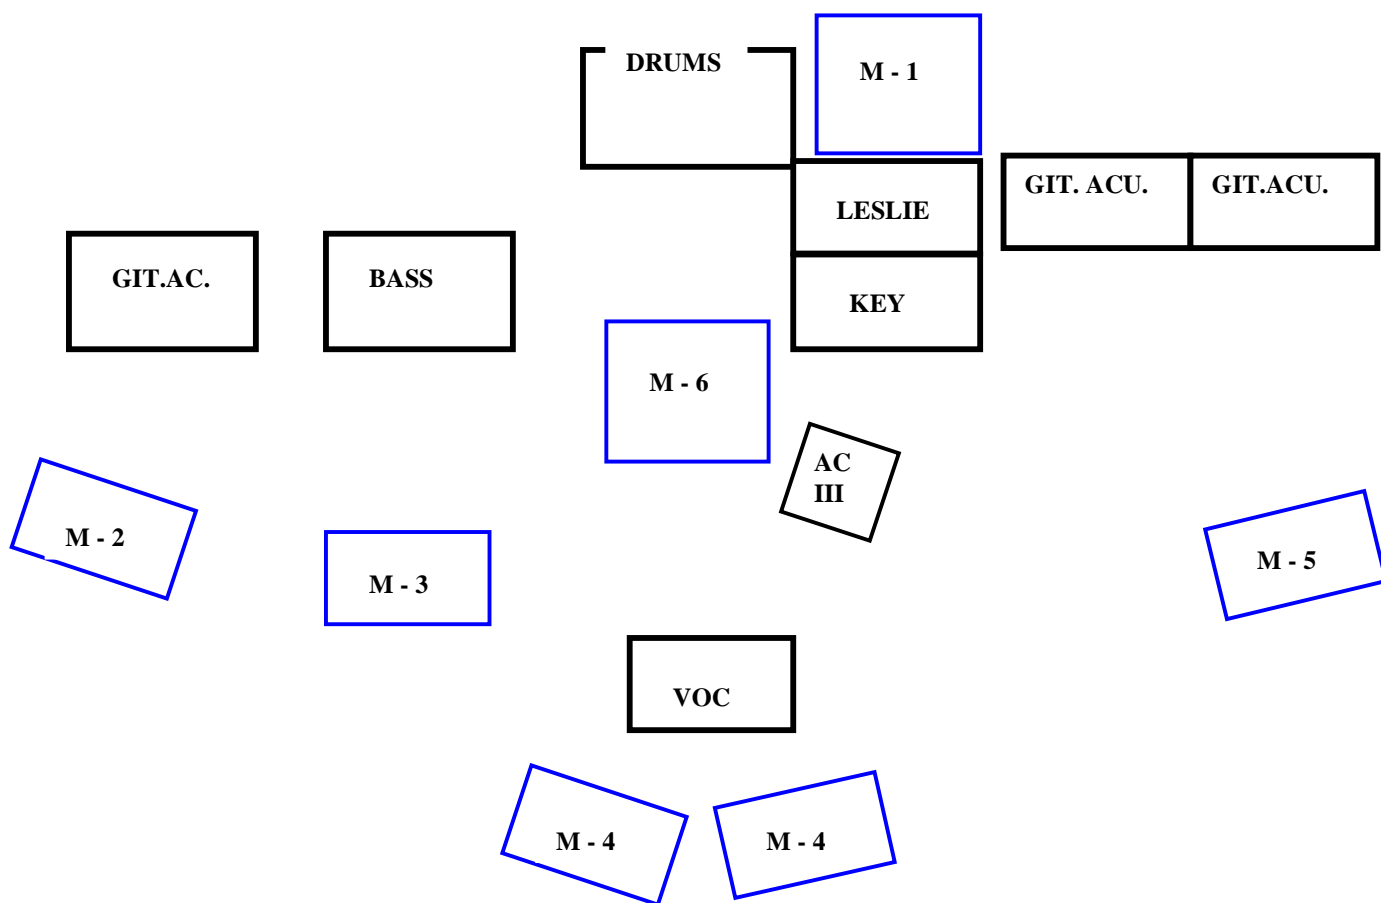 DRUMS
M - 1
GIT. ACU.
GIT.ACU.
LESLIE
GIT.AC.
BASS
KEY
M - 6
AC
III
M - 2
M - 3
M - 5
VOC
M - 4
M - 4